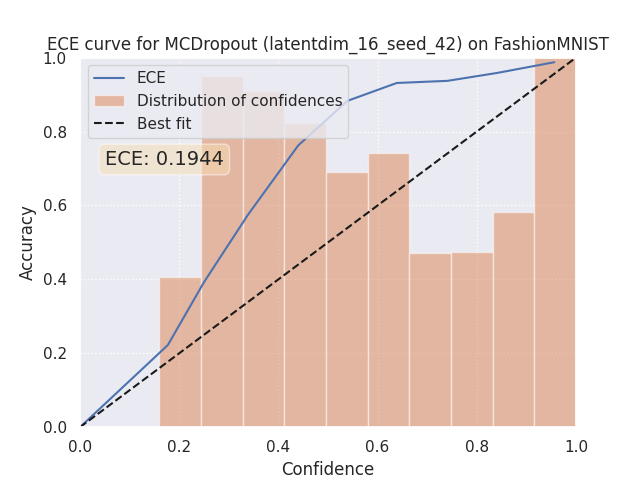 ECE curve for MCDropout (latentdim_16_seed_42) on FashionMNIST
1.0
ECE
Distribution of confidences
Best fit
0.8
ECE: 0.1944
0.6
Accuracy
0.4
0.2
0.0
0.0 0.2 0.4 0.6 0.8 1.0
Confidence